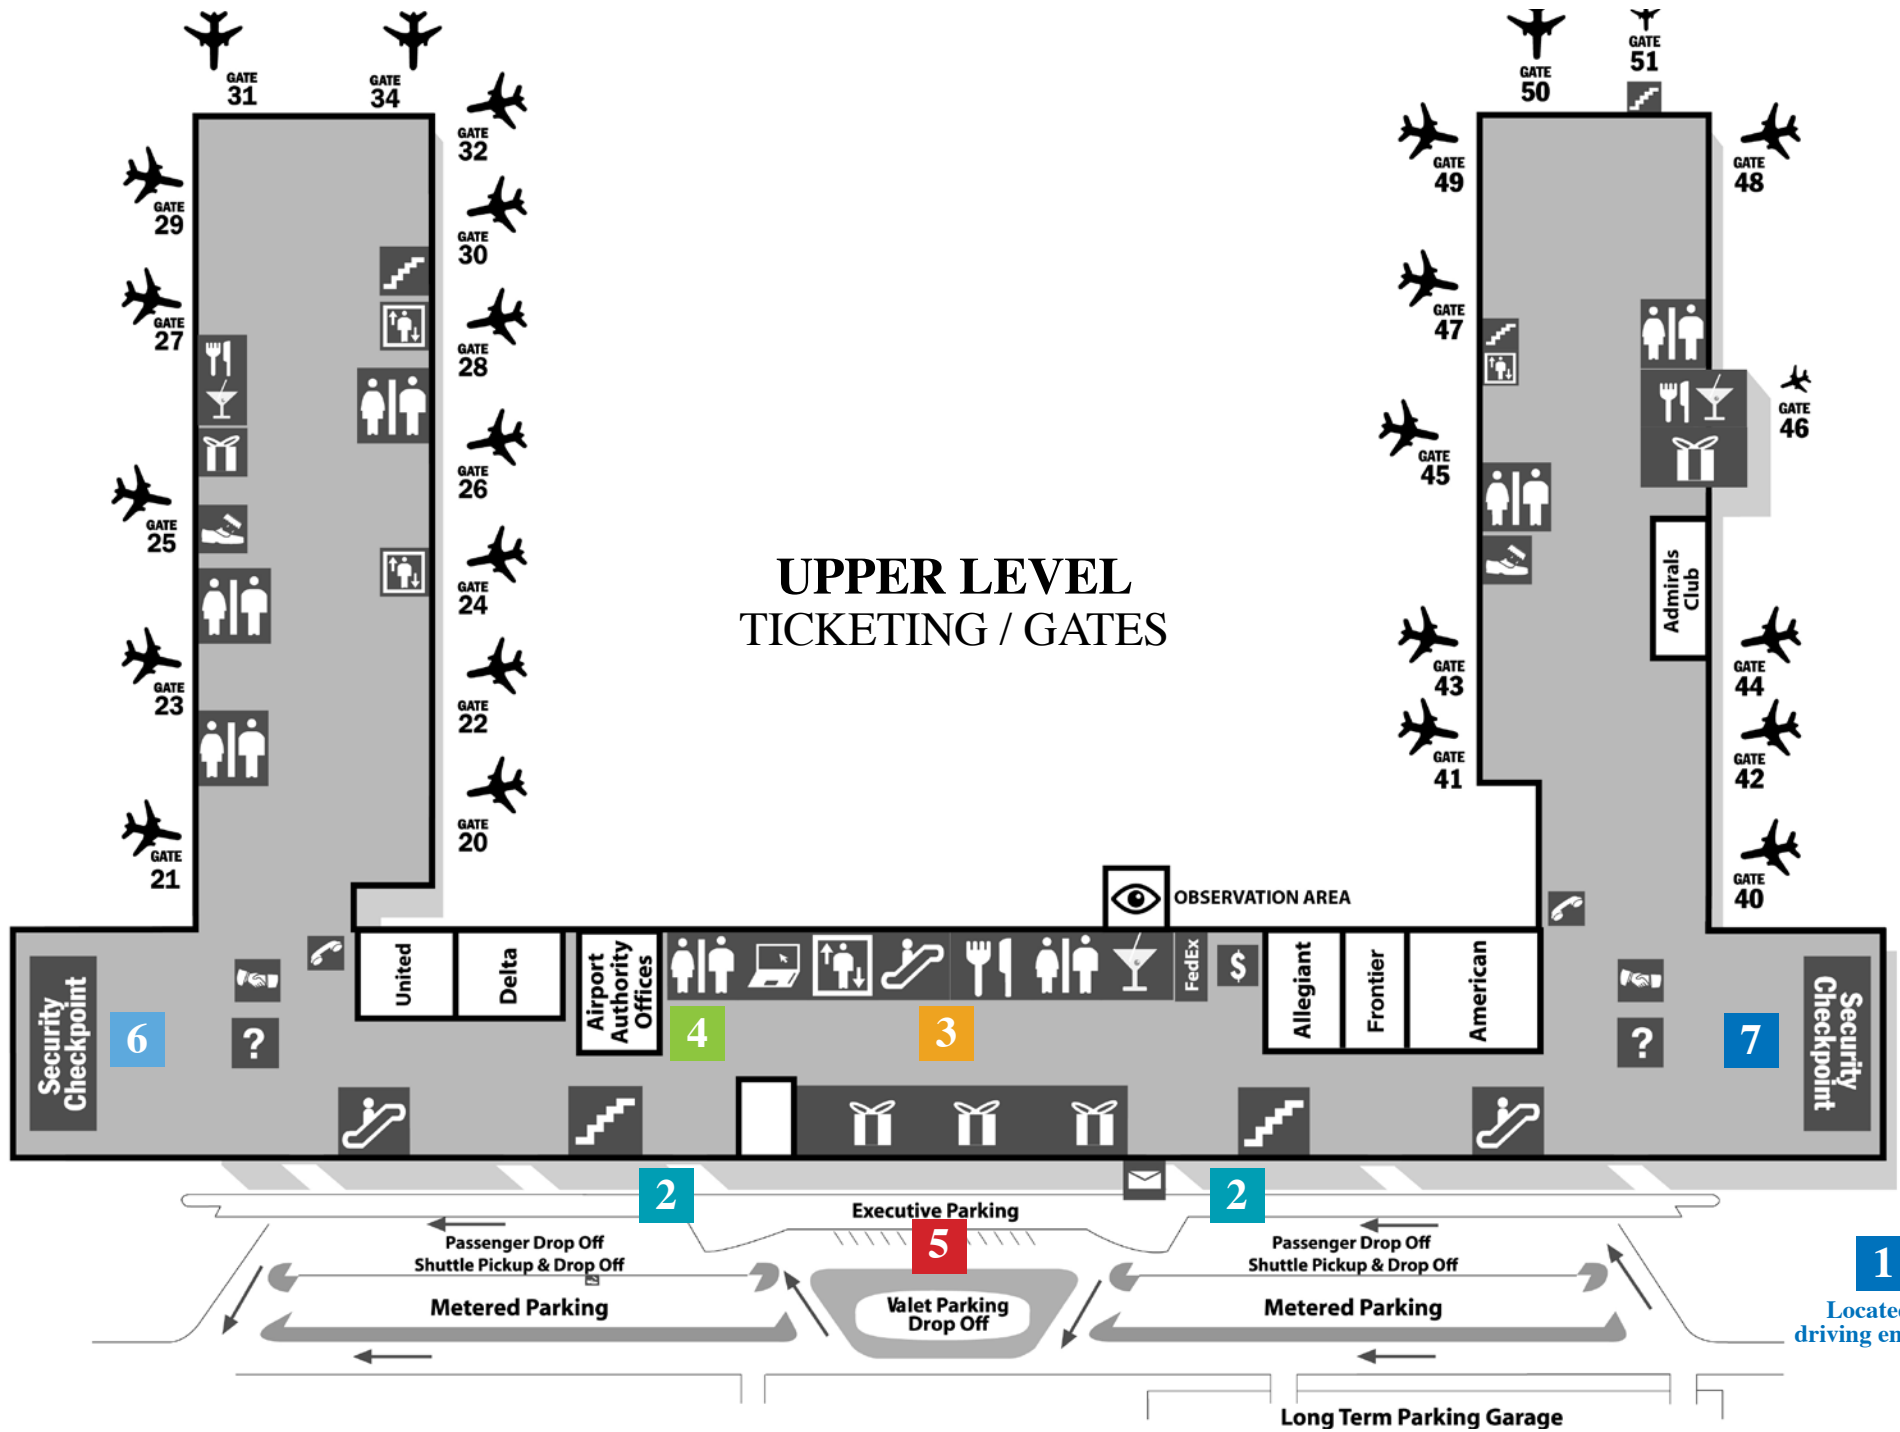 GATE
31
GATE
34
GATE
32
GATE
29
GATE
30
GATE
27
GATE
28
GATE
26
GATE
25
GATE
24
GATE
23
GATE
22
GATE
20
GATE
21
GATE
50
GATE
51
GATE
49
GATE
48
GATE
47
GATE
46
GATE
45
GATE
43
GATE
44
GATE
41
GATE
42
GATE
40
Admirals
Club
UPPER LEVEL
TICKETING / GATES
OBSERVATION AREA
Security
Checkpoint
6
?
United
Delta
Airport
Authority
Offices
4
3
FedEx
$
Allegiant
Frontier
American
?
7
Security
Checkpoint
2
2
Executive Parking
5
Passenger Drop Off
Shuttle Pickup & Drop Off
Metered Parking
Valet Parking
Drop Off
Passenger Drop Off
Shuttle Pickup & Drop Off
Metered Parking
1
Located
driving en
Long Term Parking Garage